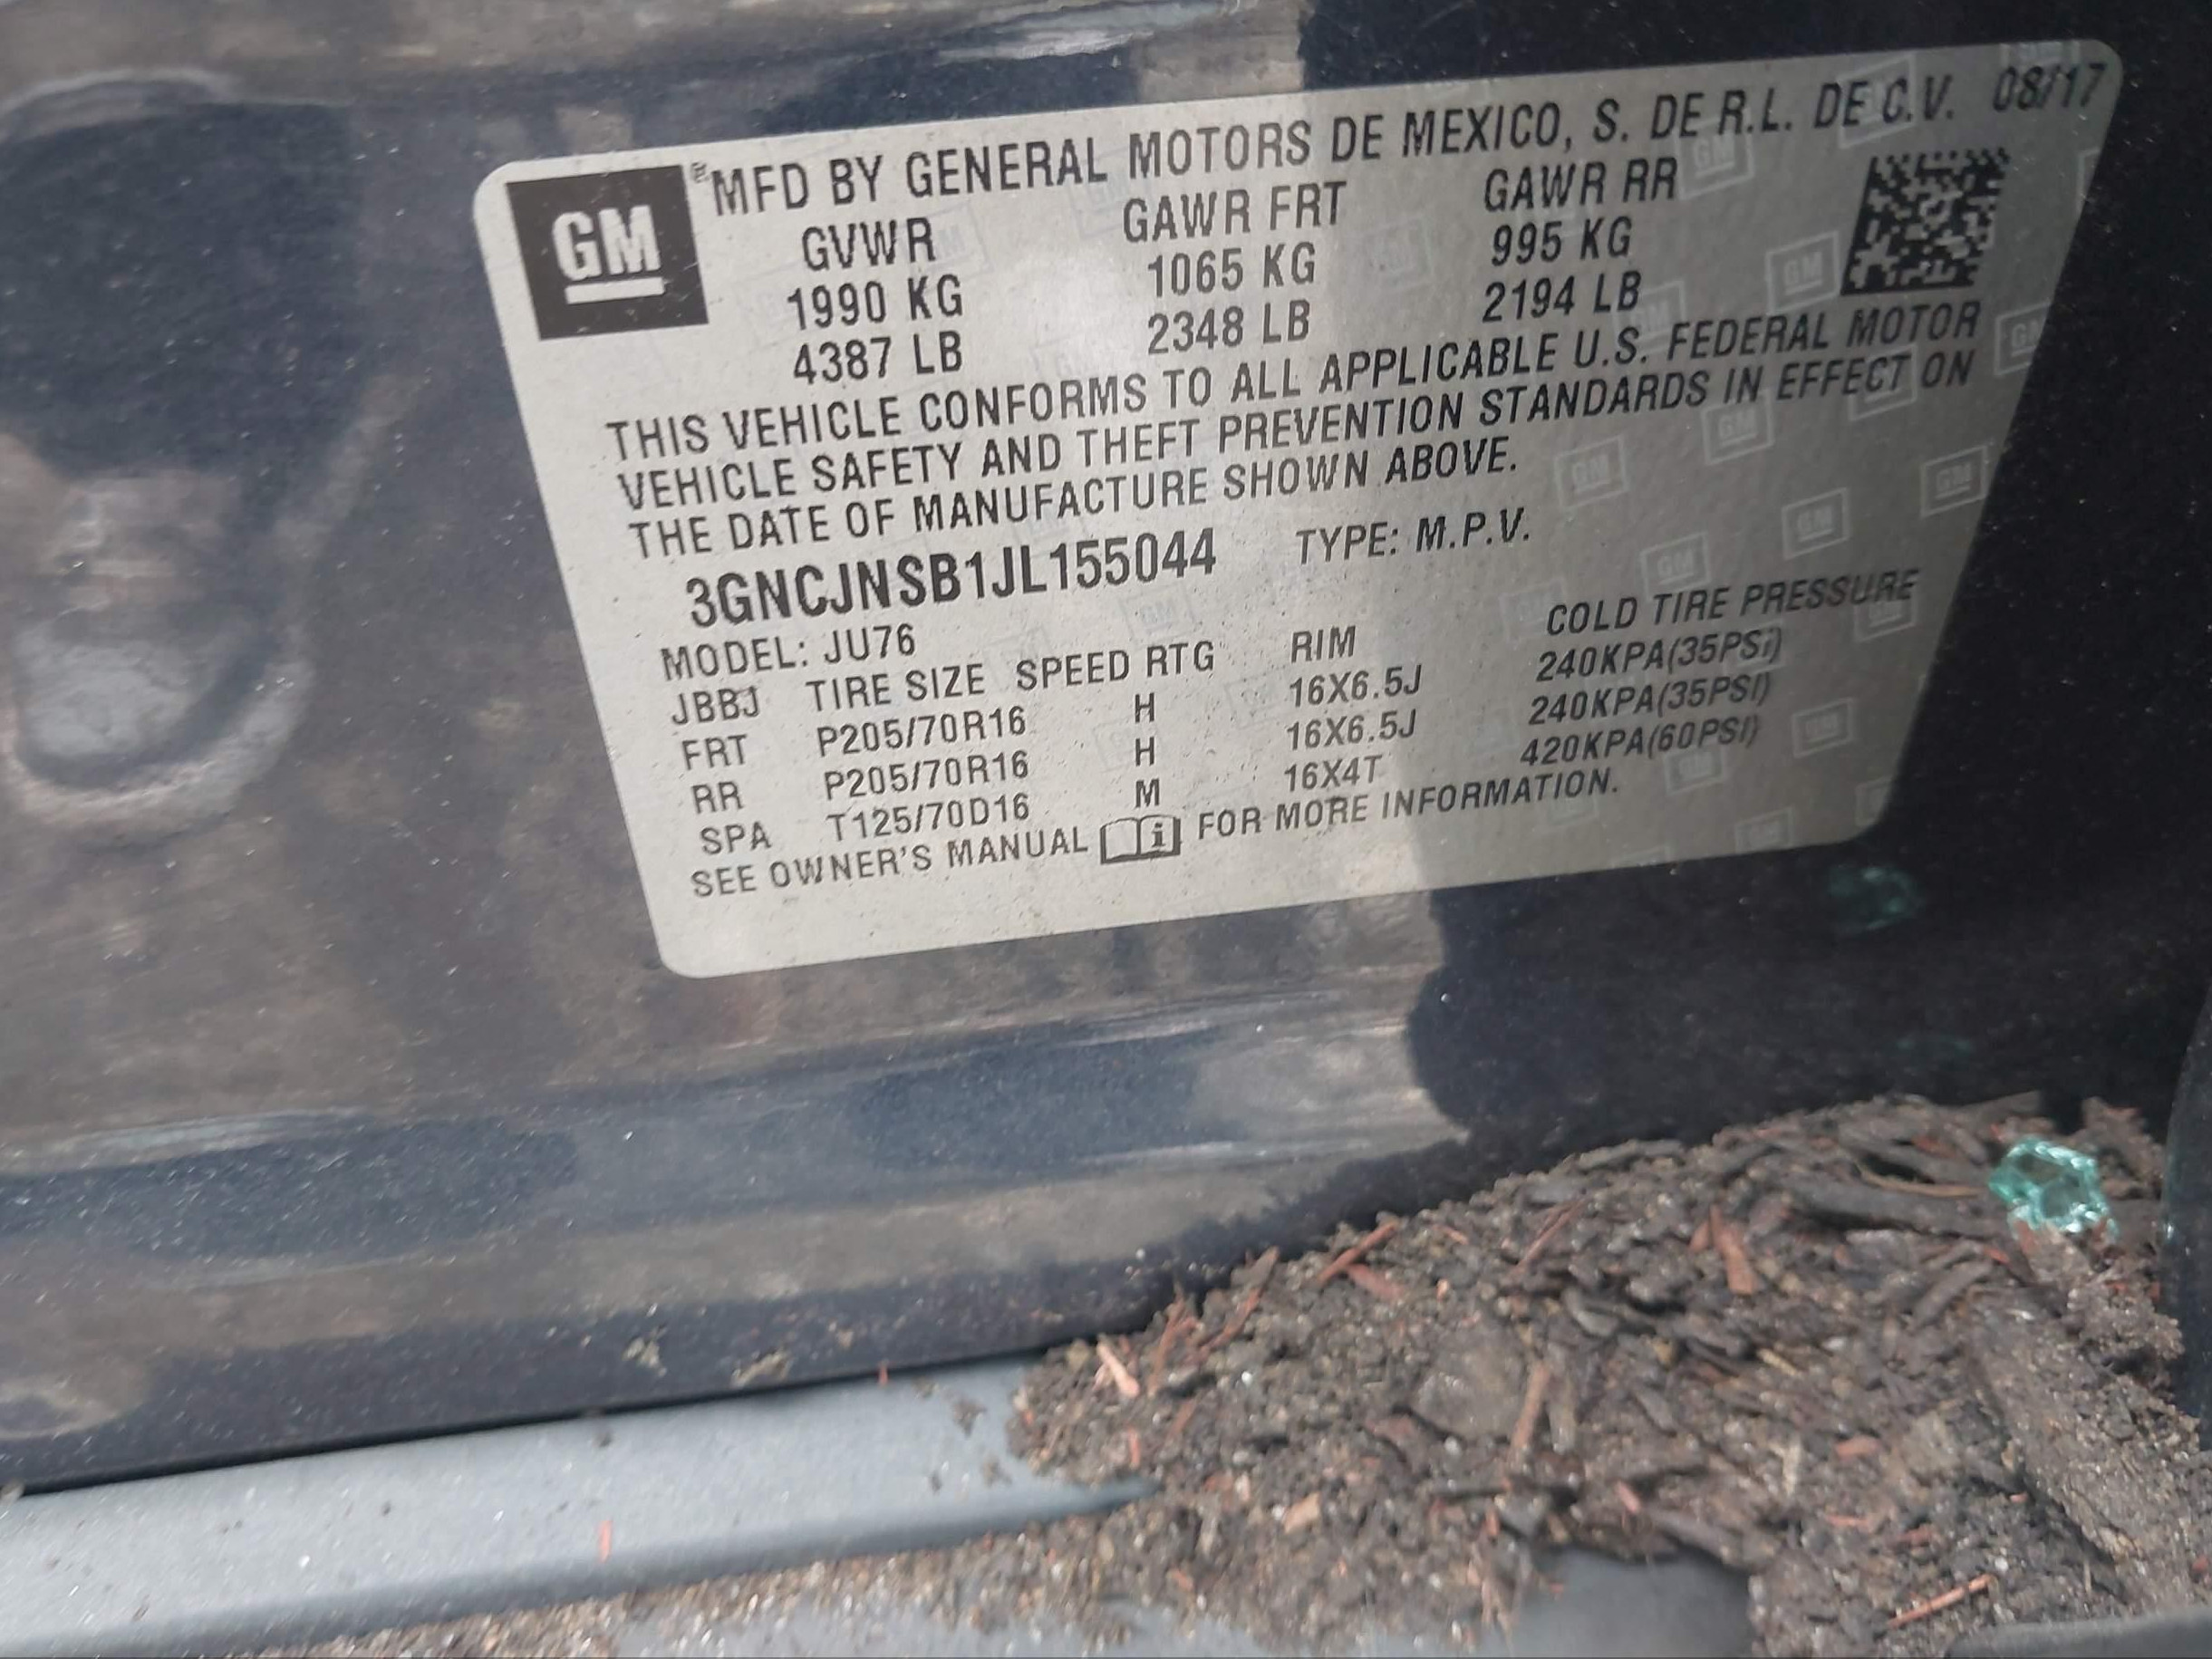 GM
MFD BY GENERAL MOTORS DE MEXICO, S. DE R.L. DE C.V. 08/17
GVWR GAWR FRT GAWR RR
1990 KG 1065 KG 995 KG
4387 LB 2348 LB 2194 LB
THIS VEHICLE CONFORMS TO ALL APPLICABLE U.S. FEDERAL MOTOR
VEHICLE SAFETY AND THEFT PREVENTION STANDARDS IN EFFECT ON
THE DATE OF MANUFACTURE SHOWN ABOVE.
3GNCJNSB1JL155044 TYPE: M.P.V.
MODEL: JU76
JBBJ TIRE SIZE SPEED RTG RIM COLD TIRE PRESSURE
FRT P205/70R16 H 16X6.5J 240KPA(35PSI)
RR P205/70R16 H 16X6.5J 240KPA(35PSI)
SPA T125/70D16 M 16X4T 420KPA(60PSI)
SEE OWNER'S MANUAL i FOR MORE INFORMATION.